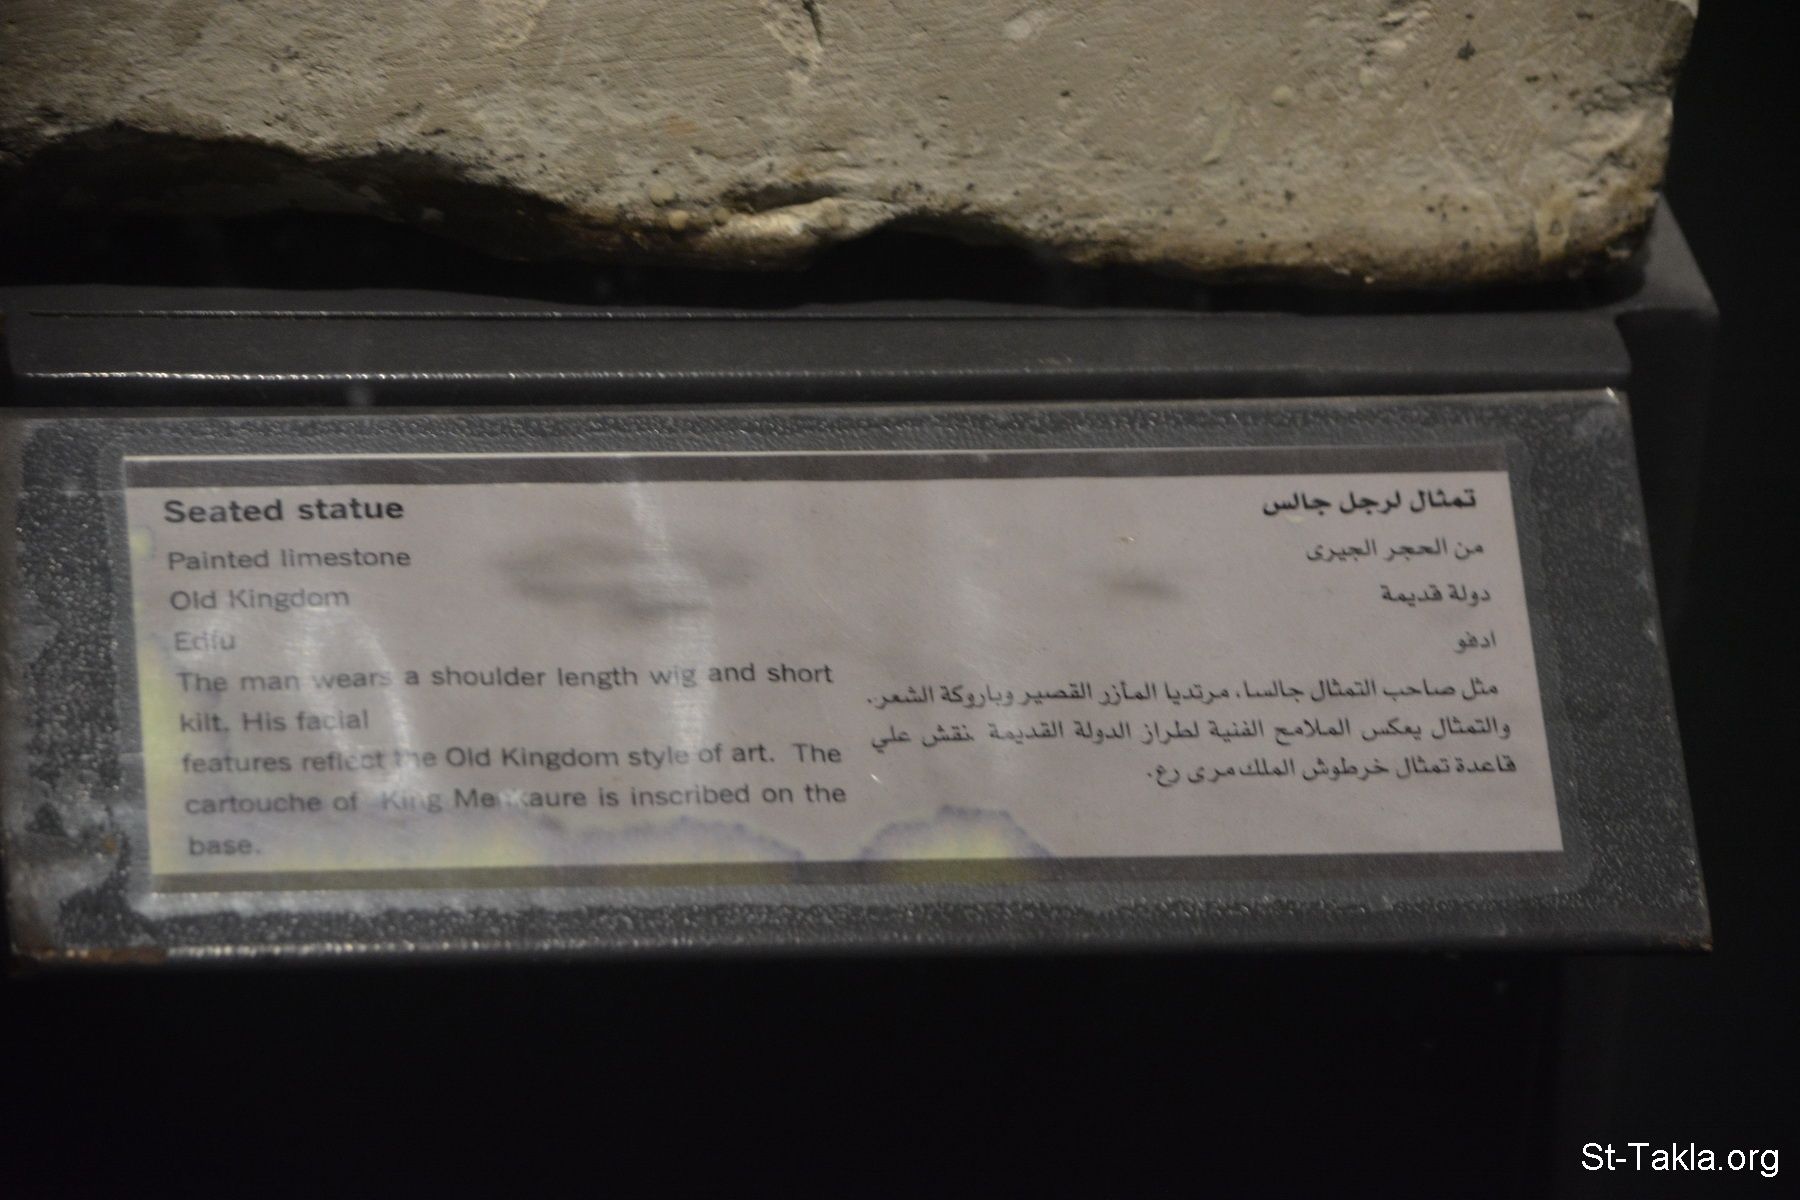 Seated statue
Painted limestone
Old Kingdom
Edfu
The man wears a shoulder length wig and short
kilt. His facial
features reflect the Old Kingdom style of art. The
cartouche of King Menkaure is inscribed on the
base.
تمثال لرجل جالس
من الحجر الجيرى
دولة قديمة
ادفو
مثل صاحب التمثال جالسا، مرتديا المأزر القصير وباروكة الشعر.
والتمثال يعكس الملامح الفنية لطراز الدولة القديمة .نقش علي
قاعدة تمثال خرطوش الملك مرى رع.
St-Takla.org